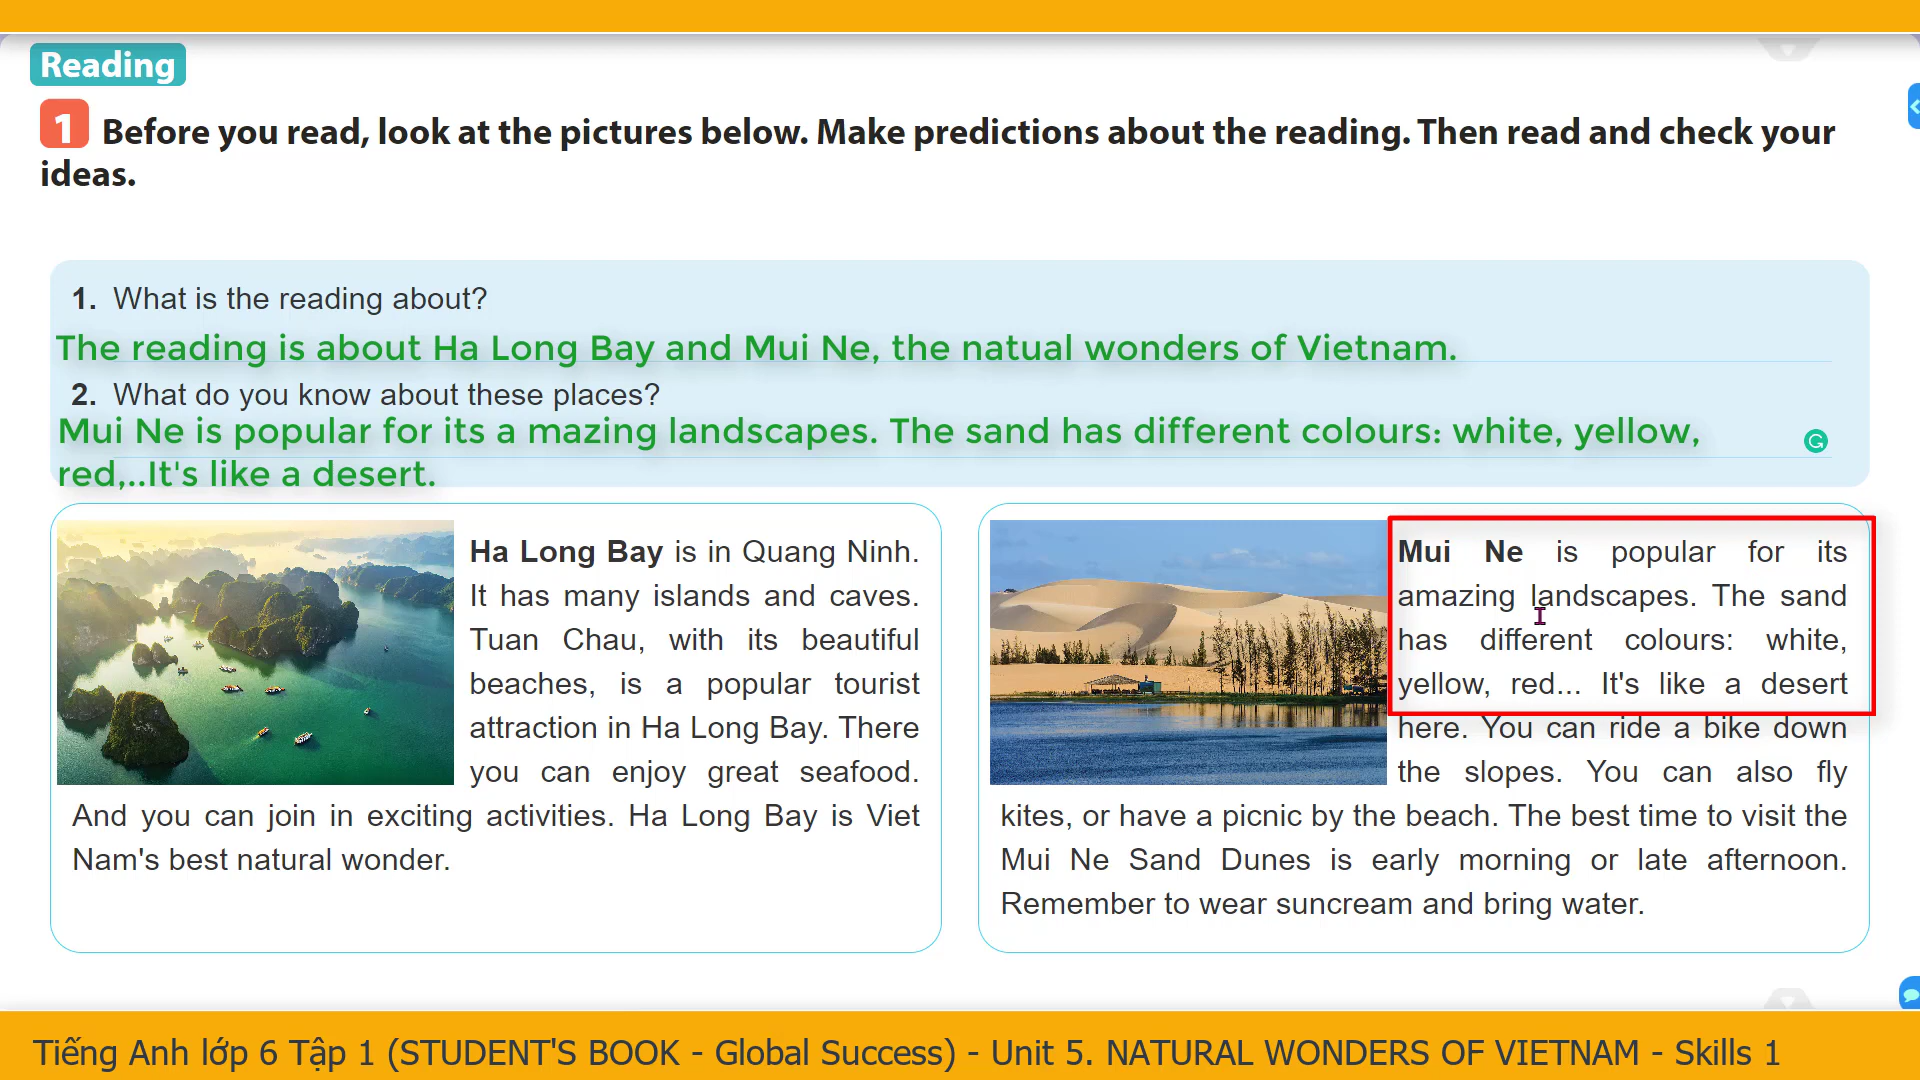 Reading
1 Before you read, look at the pictures below. Make predictions about the reading. Then read and check your
ideas.
1. What is the reading about?
The reading is about Ha Long Bay and Mui Ne, the natual wonders of Vietnam.
2. What do you know about these places?
Mui Ne is popular for its a mazing landscapes. The sand has different colours: white, yellow,
red,..It's like a desert.
Ha Long Bay is in Quang Ninh.
It has many islands and caves.
Tuan Chau, with its beautiful
beaches, is a popular tourist
attraction in Ha Long Bay. There
you can enjoy great seafood.
And you can join in exciting activities. Ha Long Bay is Viet
Nam's best natural wonder.
Mui Ne is popular for its
amazing landscapes. The sand
has different colours: white,
yellow, red... It's like a desert
here. You can ride a bike down
the slopes. You can also fly
kites, or have a picnic by the beach. The best time to visit the
Mui Ne Sand Dunes is early morning or late afternoon.
Remember to wear suncream and bring water.
Tiếng Anh lớp 6 Tập 1 (STUDENT'S BOOK - Global Success) - Unit 5. NATURAL WONDERS OF VIETNAM - Skills 1